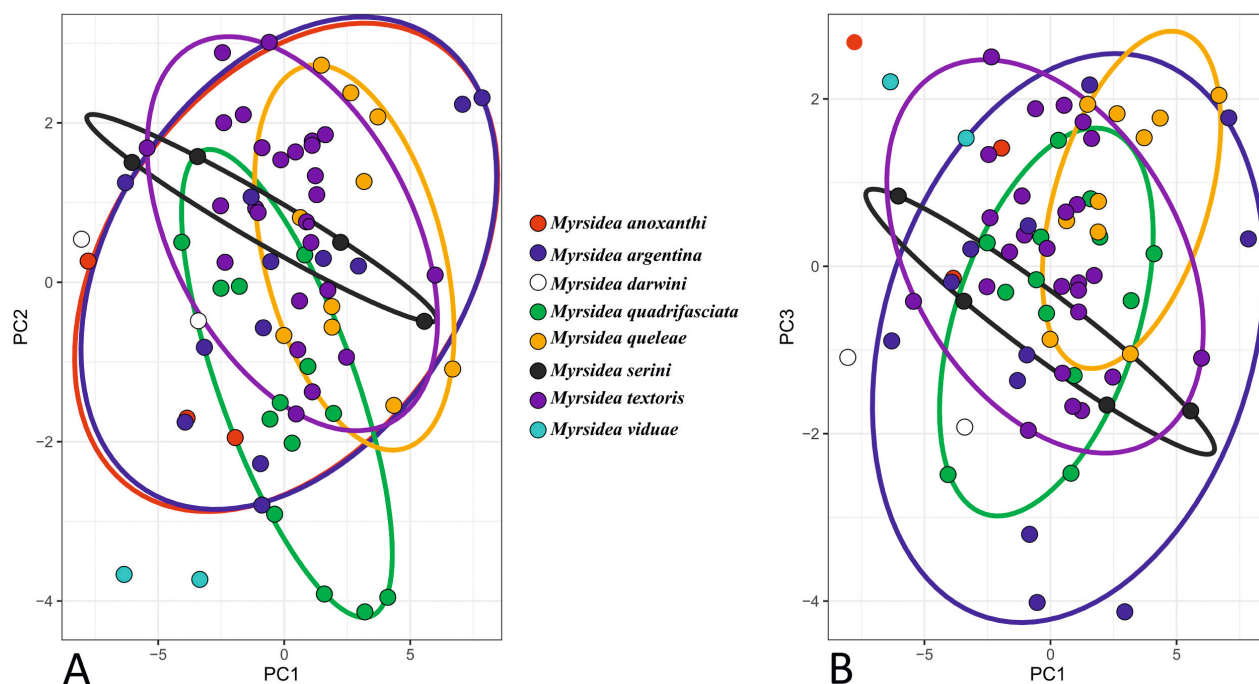 2
0
−2
−4
PC2
−5
0
5
PC1
A
Myrsidea anoxanthi
Myrsidea argentina
Myrsidea darwini
Myrsidea quadrifasciata
Myrsidea queleae
Myrsidea serini
Myrsidea textoris
Myrsidea viduae
2
0
−2
−4
PC3
−5
0
5
PC1
B